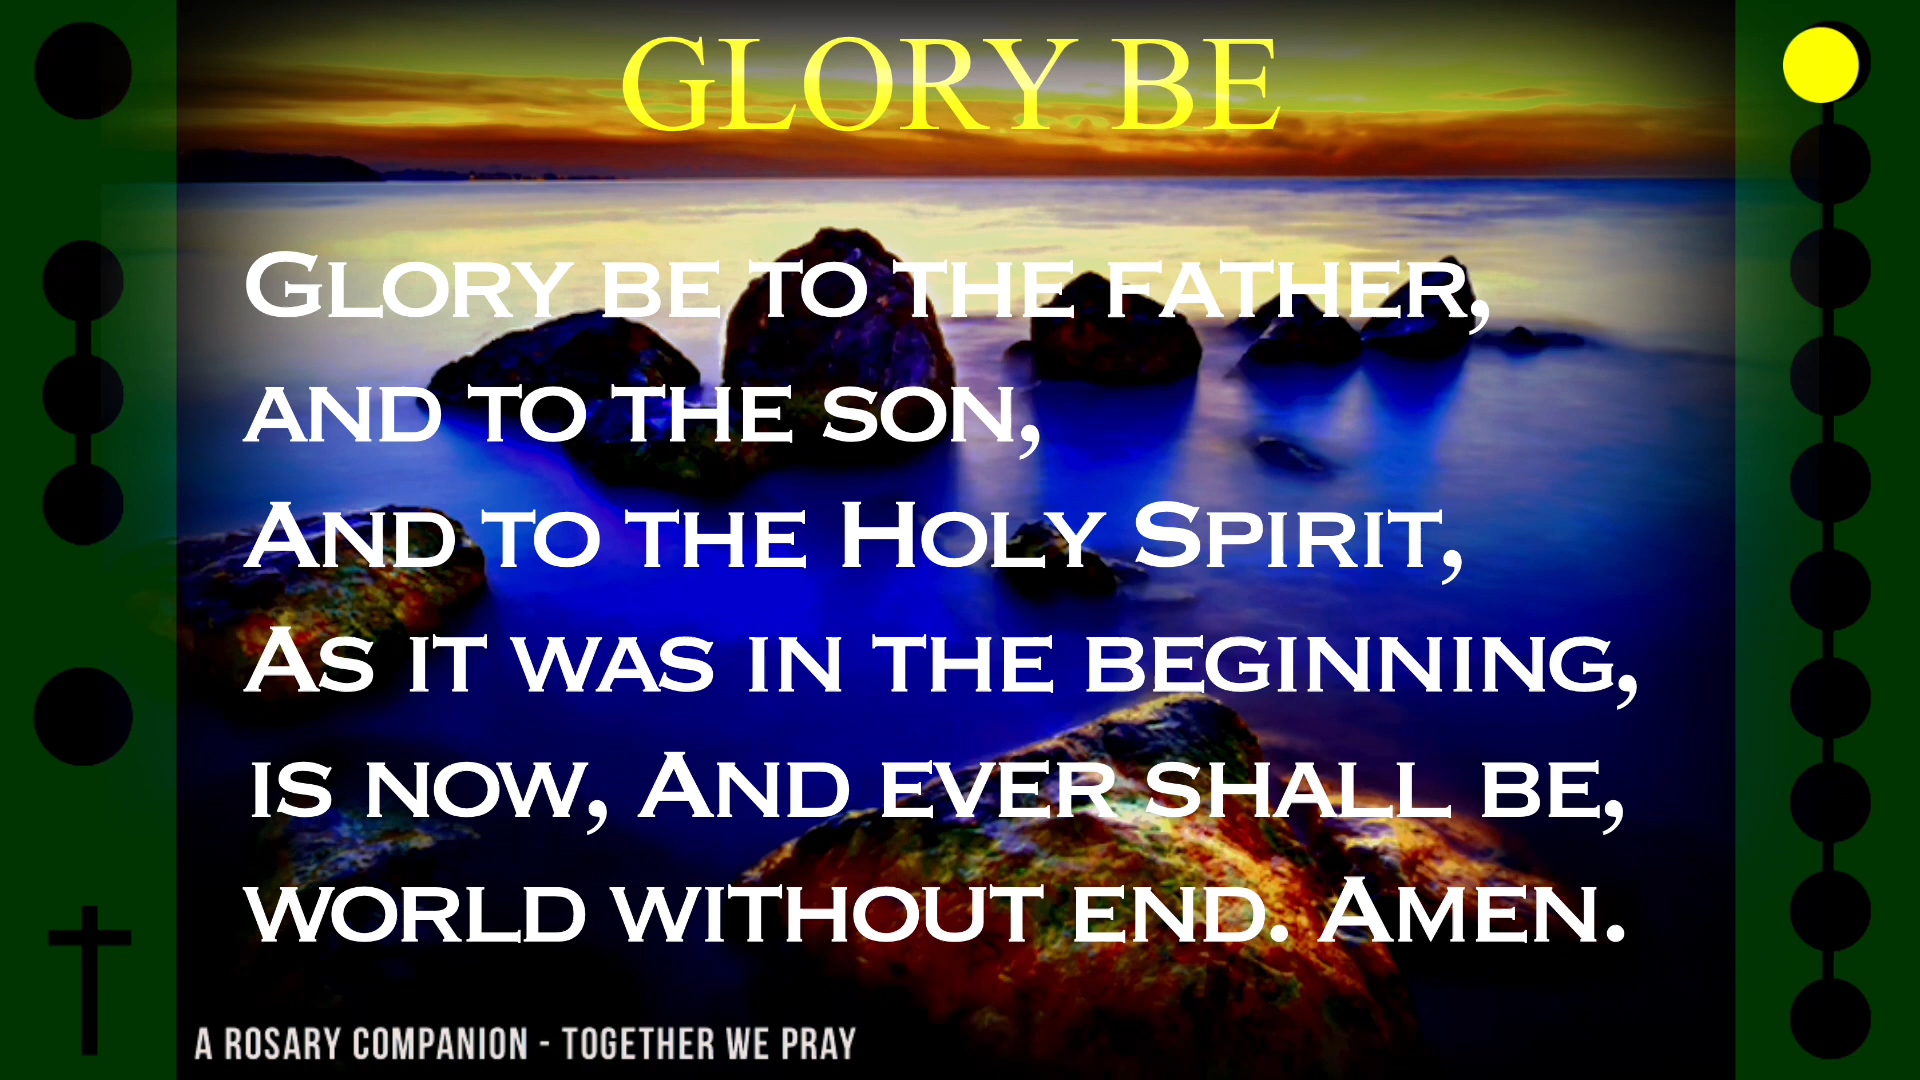 GLORY BE
Glory be to the father,
and to the son,
And to the Holy Spirit,
As it was in the beginning,
is now, And ever shall be,
world without end. Amen.
A ROSARY COMPANION - TOGETHER WE PRAY